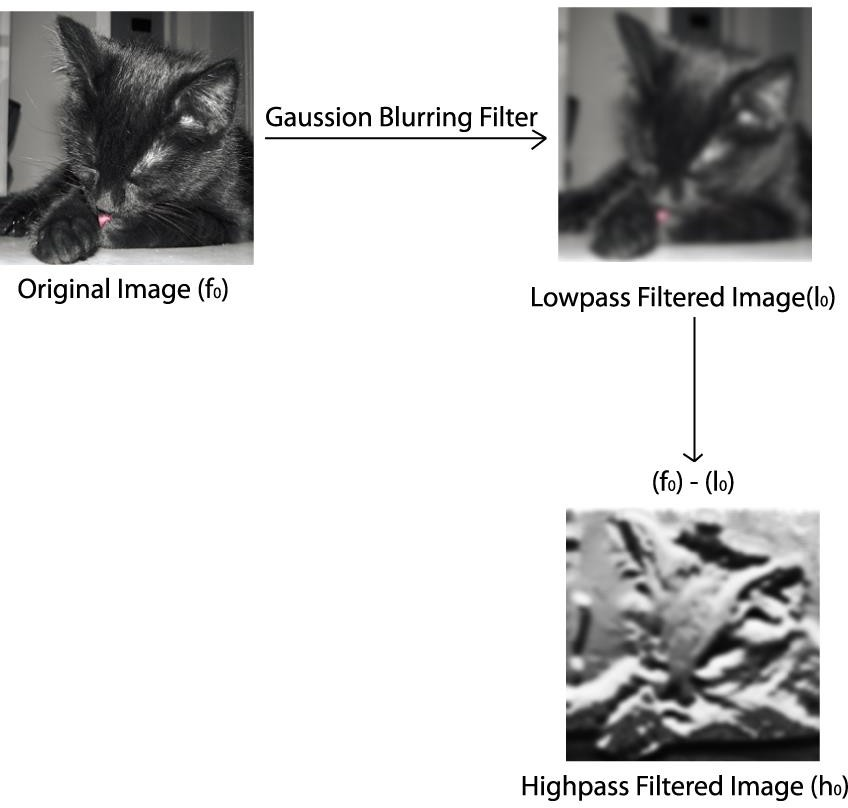 Gaussion Blurring Filter
Original Image (f₀)
Lowpass Filtered Image(l₀)
(f₀) - (l₀)
Highpass Filtered Image (h₀)